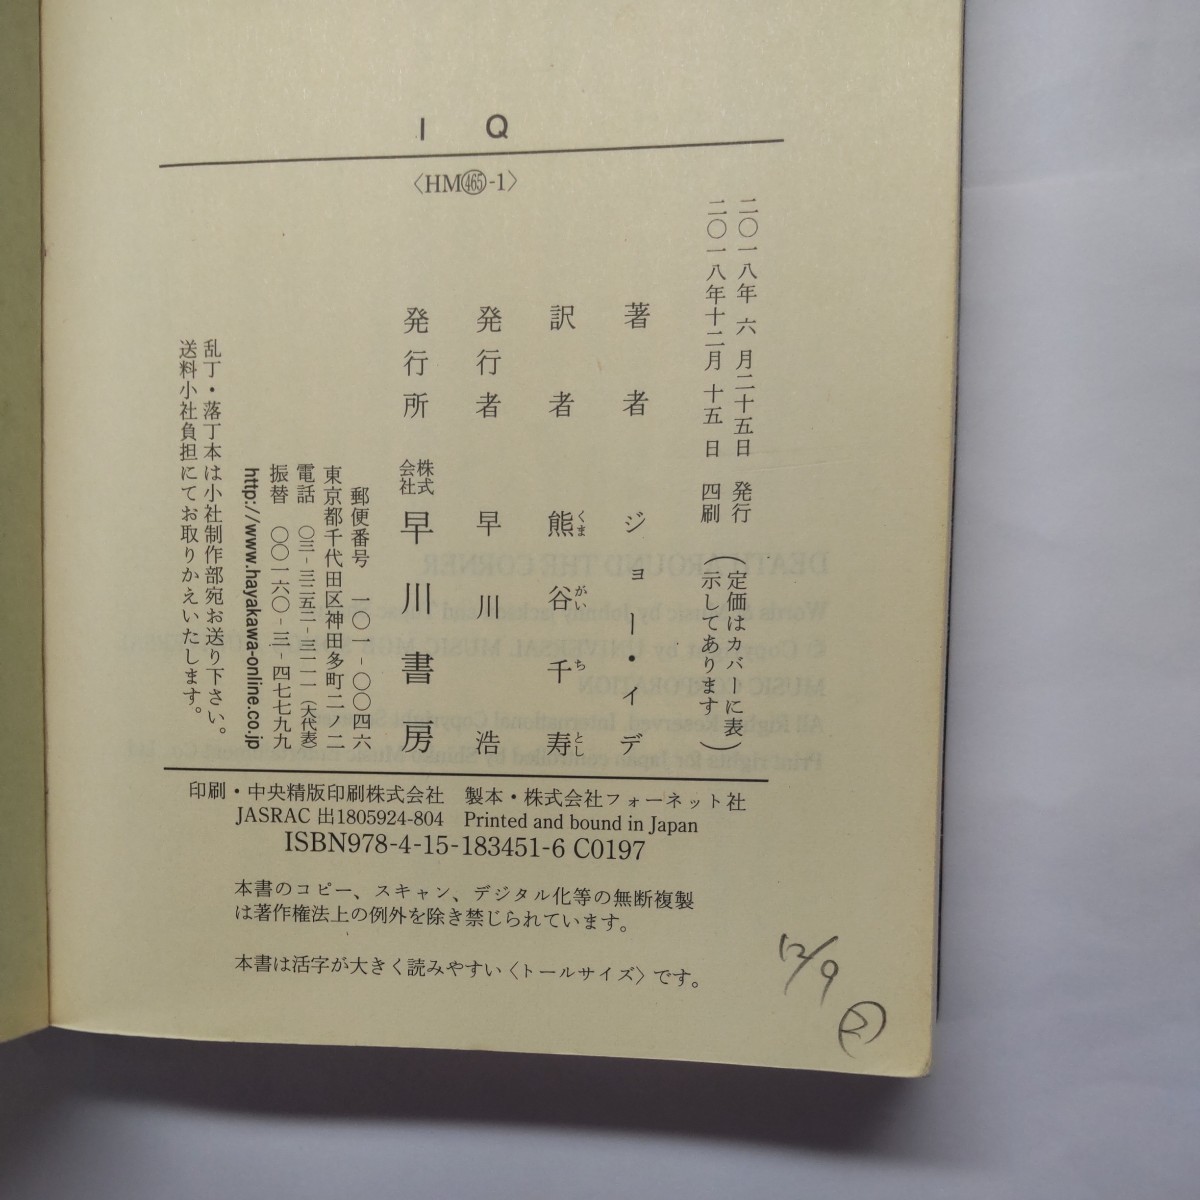 I Q
〈HM465-1〉
二〇一八年 六 月二十五日 発行
二〇一八年十二月 十五 日 四刷
（定価はカバーに表
示してあります）
著者 ジョー・イデ
訳者 熊谷千寿
くま がい ち とし
発行者 早川 浩
発行所 株式会社 早川書房
郵便番号 一〇一-〇〇四六
東京都千代田区神田多町二ノ二
電話 〇三-三二五二-三一一一（大代表）
振替 〇〇一六〇-三-四七七九九
http://www.hayakawa-online.co.jp
乱丁・落丁本は小社制作部宛お送り下さい。
送料小社負担にてお取りかえいたします。
印刷・中央精版印刷株式会社 製本・株式会社フォーネット社
JASRAC 出1805924-804 Printed and bound in Japan
ISBN978-4-15-183451-6 C0197
本書のコピー、スキャン、デジタル化等の無断複製
は著作権法上の例外を除き禁じられています。
本書は活字が大きく読みやすい〈トールサイズ〉です。
12/9